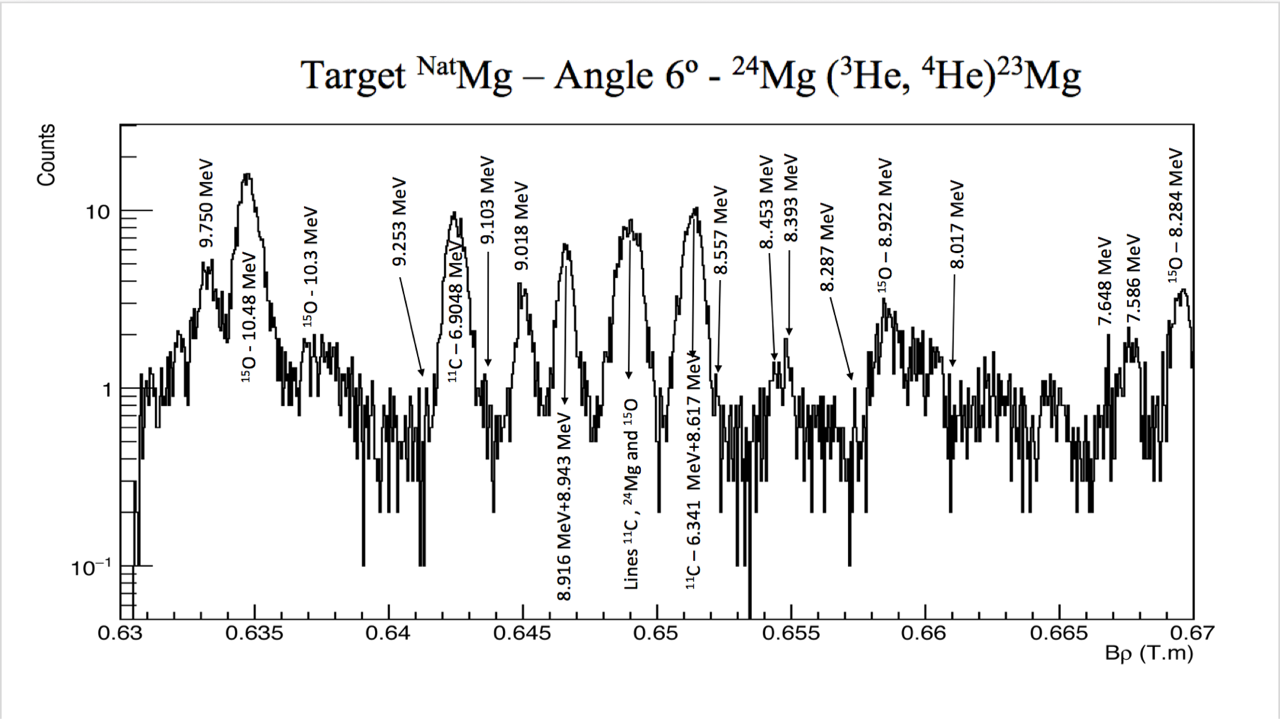 Target ᴺᵃᵗMg – Angle 6º - ²⁴Mg (³He, ⁴He)²³Mg
Counts
10
1
10⁻¹
9.750 MeV
¹⁵O - 10.48 MeV
¹⁵O - 10.3 MeV
9.253 MeV
¹¹C – 6.9048 MeV
9.103 MeV
9.018 MeV
8.916 MeV+8.943 MeV
Lines ¹¹C , ²⁴Mg and ¹⁵O
¹¹C – 6.341 MeV+8.617 MeV
8.557 MeV
8..453 MeV
8.393 MeV
8.287 MeV
¹⁵O – 8.922 MeV
8.017 MeV
7.648 MeV
7.586 MeV
¹⁵O – 8.284 MeV
0.63 0.635 0.64 0.645 0.65 0.655 0.66 0.665 0.67
Bρ (T.m)